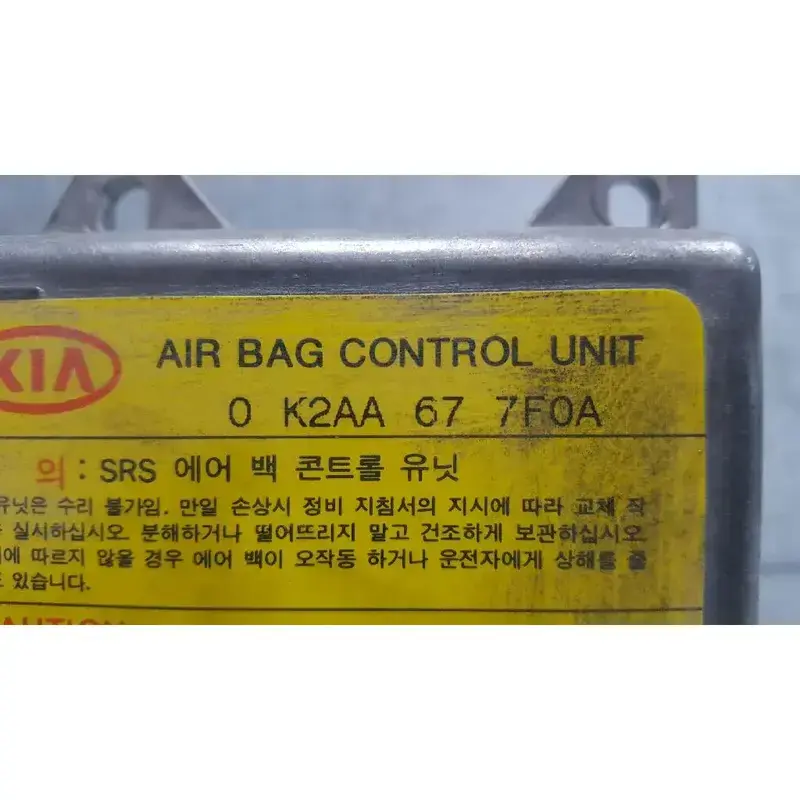 KIA
AIR BAG CONTROL UNIT
0 K2AA 67 7F0A
의 : SRS 에어 백 콘트롤 유닛
유닛은 수리 불가임. 만일 손상시 정비 지침서의 지시에 따라 교체 작
실시하십시오. 분해하거나 떨어뜨리지 말고 건조하게 보관하십시오.
에 따르지 않을 경우 에어 백이 오작동 하거나 운전자에게 상해를 줄
있습니다.